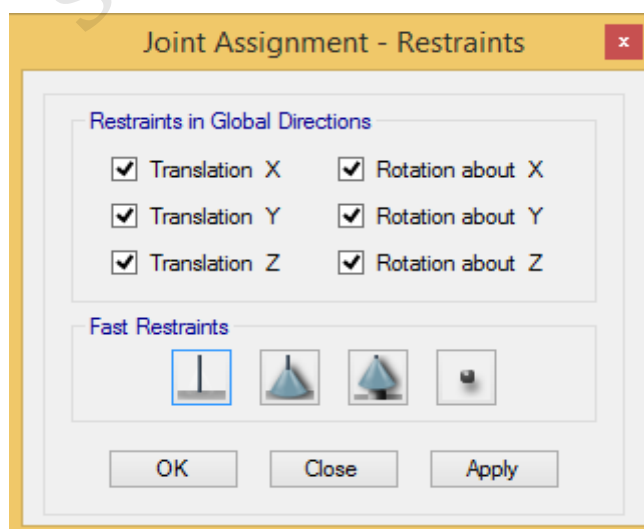 Joint Assignment - Restraints
x
Restraints in Global Directions
Translation X
Rotation about X
Translation Y
Rotation about Y
Translation Z
Rotation about Z
Fast Restraints
OK
Close
Apply